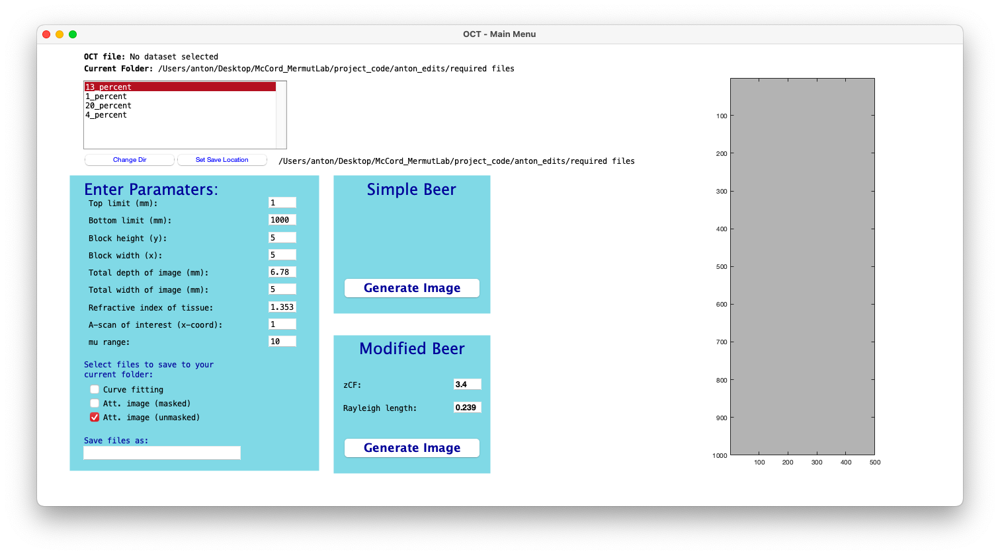 OCT - Main Menu
OCT file: No dataset selected
Current Folder: /Users/anton/Desktop/McCord_MermutLab/project_code/anton_edits/required files
13_percent
1_percent
20_percent
4_percent
Change Dir
Set Save Location
/Users/anton/Desktop/McCord_MermutLab/project_code/anton_edits/required files
Enter Paramaters:
Top limit (mm): 1
Bottom limit (mm): 1000
Block height (y): 5
Block width (x): 5
Total depth of image (mm): 6.78
Total width of image (mm): 5
Refractive index of tissue: 1.353
A-scan of interest (x-coord): 1
mu range: 10
Select files to save to your
current folder:
Curve fitting
Att. image (masked)
Att. image (unmasked)
Save files as:
Simple Beer
Generate Image
Modified Beer
zCF: 3.4
Rayleigh length: 0.239
Generate Image
100
200
300
400
500
600
700
800
900
1000
100 200 300 400 500